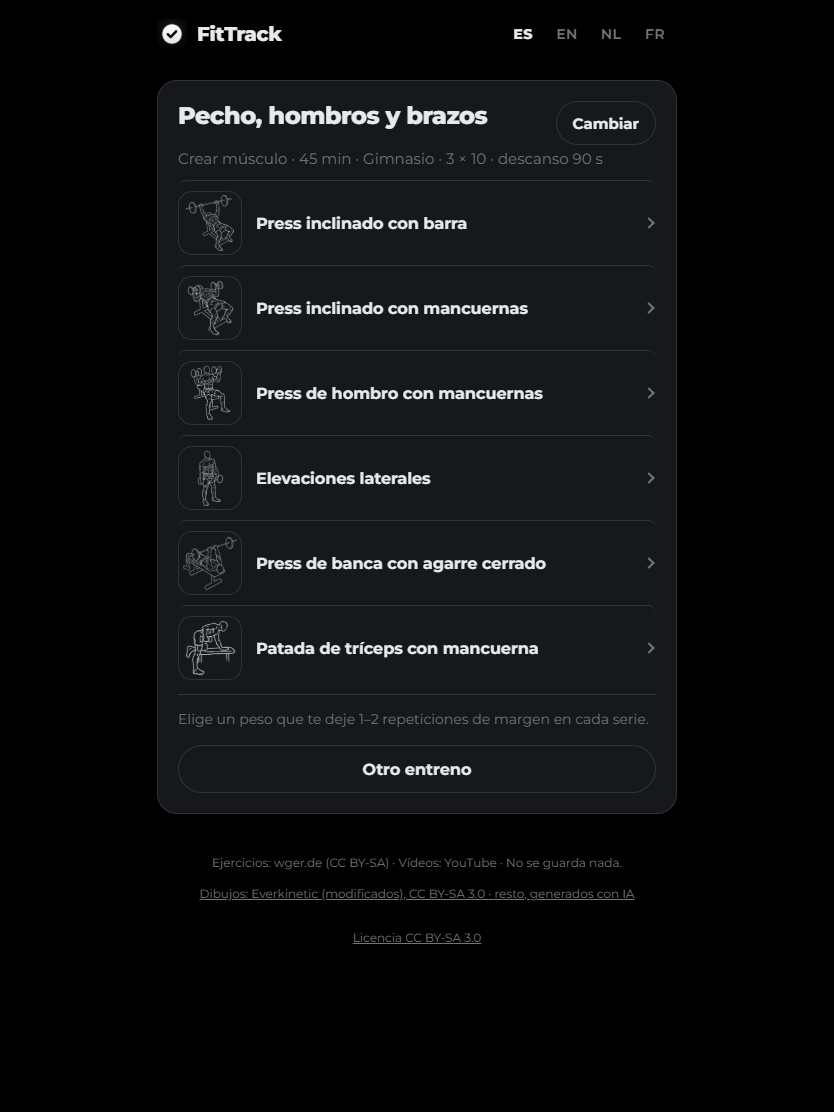 FitTrack
ES EN NL FR
Pecho, hombros y brazos
Cambiar
Crear músculo · 45 min · Gimnasio · 3 × 10 · descanso 90 s
Press inclinado con barra
Press inclinado con mancuernas
Press de hombro con mancuernas
Elevaciones laterales
Press de banca con agarre cerrado
Patada de tríceps con mancuerna
Elige un peso que te deje 1–2 repeticiones de margen en cada serie.
Otro entreno
Ejercicios: wger.de (CC BY-SA) · Vídeos: YouTube · No se guarda nada.
Dibujos: Everkinetic (modificados), CC BY-SA 3.0 · resto, generados con IA
Licencia CC BY-SA 3.0